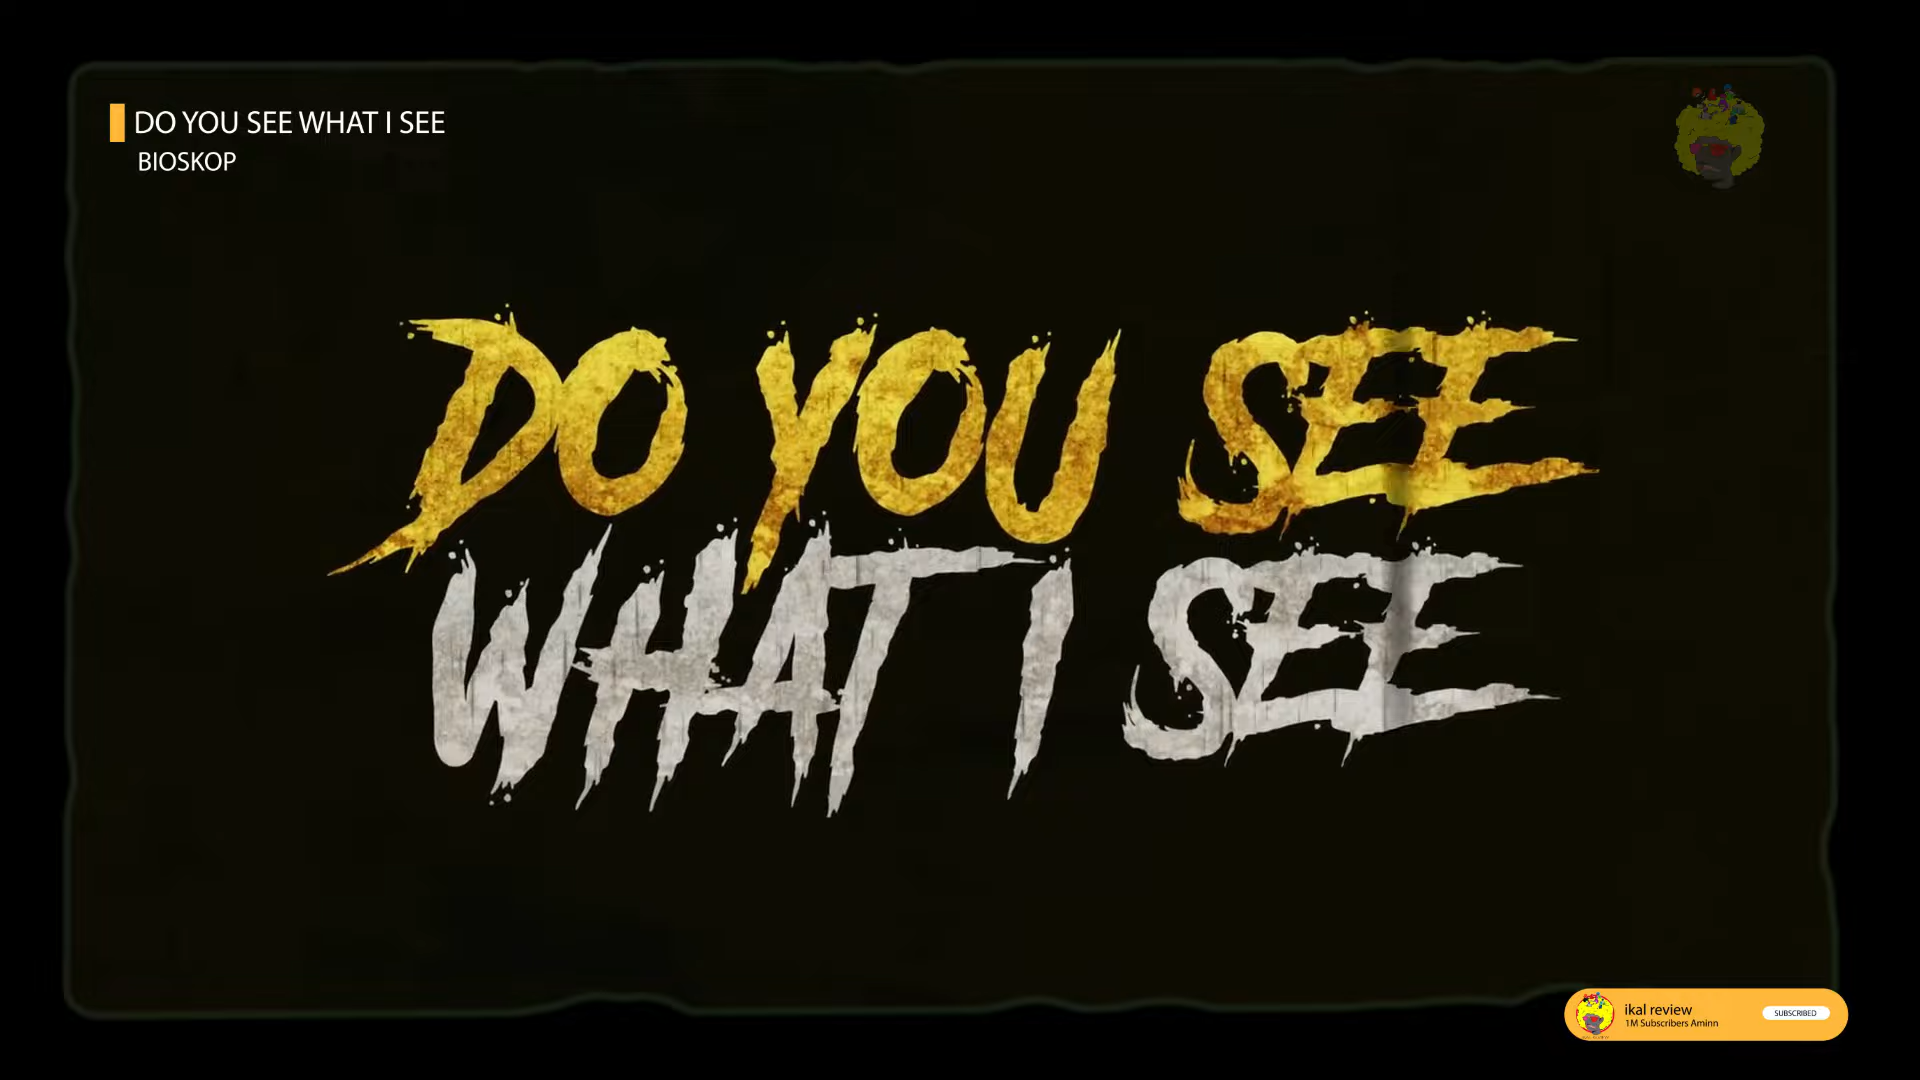 DO YOU SEE WHAT I SEE
BIOSKOP
DO YOU SEE
WHAT I SEE
ikal review
1M Subscribers Aminn
SUBSCRIBED